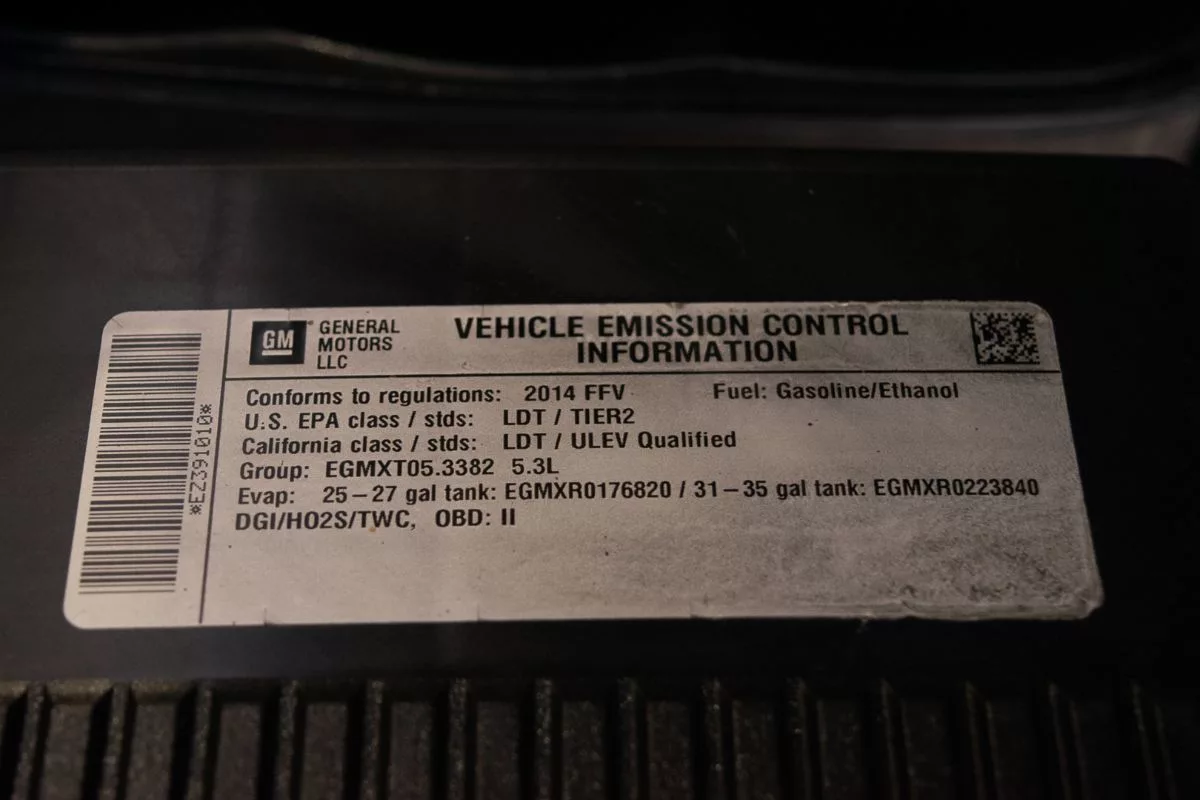 GM
GENERAL
MOTORS
LLC
VEHICLE EMISSION CONTROL
INFORMATION
Conforms to regulations: 2014 FFV Fuel: Gasoline/Ethanol
U.S. EPA class / stds: LDT / TIER2
California class / stds: LDT / ULEV Qualified
Group: EGMXT05.3382 5.3L
Evap: 25-27 gal tank: EGMXR0176820 / 31-35 gal tank: EGMXR0223840
DGI/HO2S/TWC, OBD: II
*EZ391010*